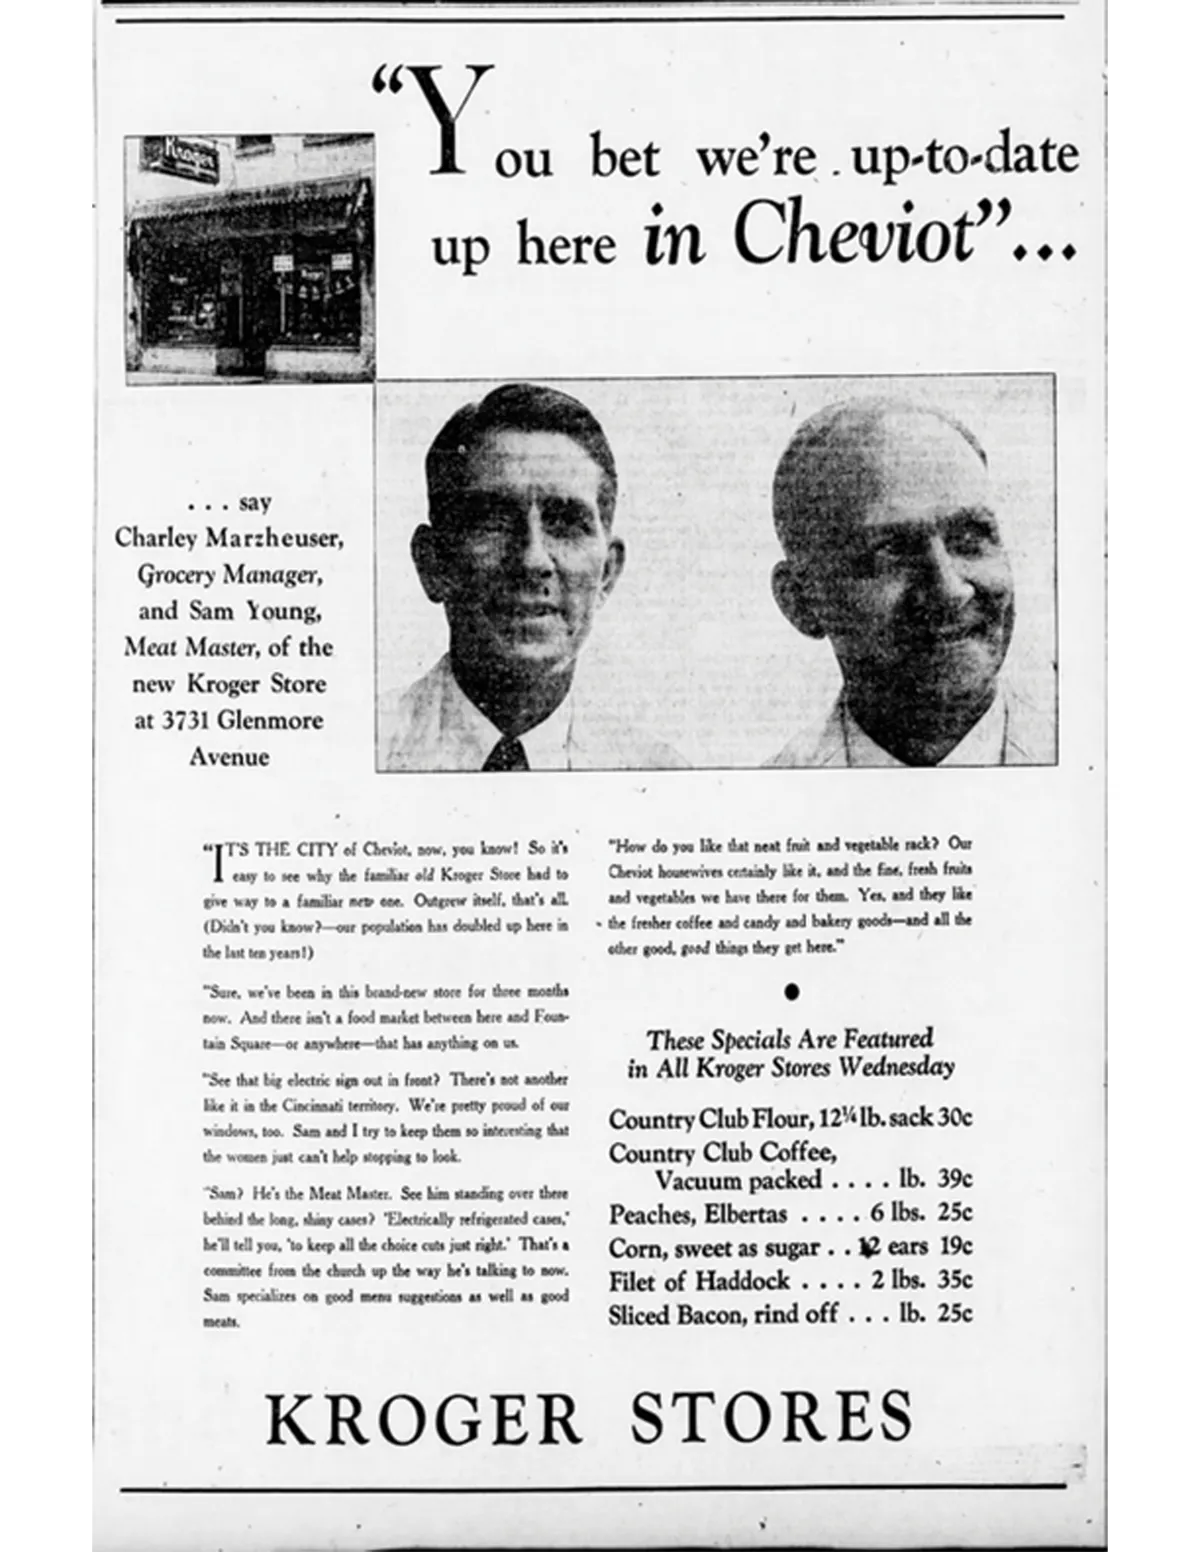 Kroger
"You bet we're up-to-date
up here in Cheviot"...
. . . say
Charley Marzheuser,
Grocery Manager,
and Sam Young,
Meat Master, of the
new Kroger Store
at 3731 Glenmore
Avenue
"IT'S THE CITY of Cheviot, now, you know! So it's
easy to see why the familiar old Kroger Store had to
give way to a familiar new one. Outgrew itself, that's all.
(Didn't you know?—our population has doubled up here in
the last ten years!)
"Sure, we've been in this brand-new store for three months
now. And there isn't a food market between here and Foun-
tain Square—or anywhere—that has anything on us.
"See that big electric sign out in front? There's not another
like it in the Cincinnati territory. We're pretty proud of our
windows, too. Sam and I try to keep them so interesting that
the women just can't help stopping to look.
"Sam? He's the Meat Master. See him standing over there
behind the long, shiny cases? 'Electrically refrigerated cases,'
he'll tell you, 'to keep all the choice cuts just right.' That's a
committee from the church up the way he's talking to now.
Sam specializes on good menu suggestions as well as good
meats.
"How do you like that neat fruit and vegetable rack? Our
Cheviot housewives certainly like it, and the fine, fresh fruits
and vegetables we have there for them. Yes, and they like
the fresher coffee and candy and bakery goods—and all the
other good, good things they get here."
These Specials Are Featured
in All Kroger Stores Wednesday
Country Club Flour, 12¼ lb. sack 30c
Country Club Coffee,
Vacuum packed . . . . lb. 39c
Peaches, Elbertas . . . . 6 lbs. 25c
Corn, sweet as sugar . . 12 ears 19c
Filet of Haddock . . . . 2 lbs. 35c
Sliced Bacon, rind off . . . lb. 25c
KROGER STORES